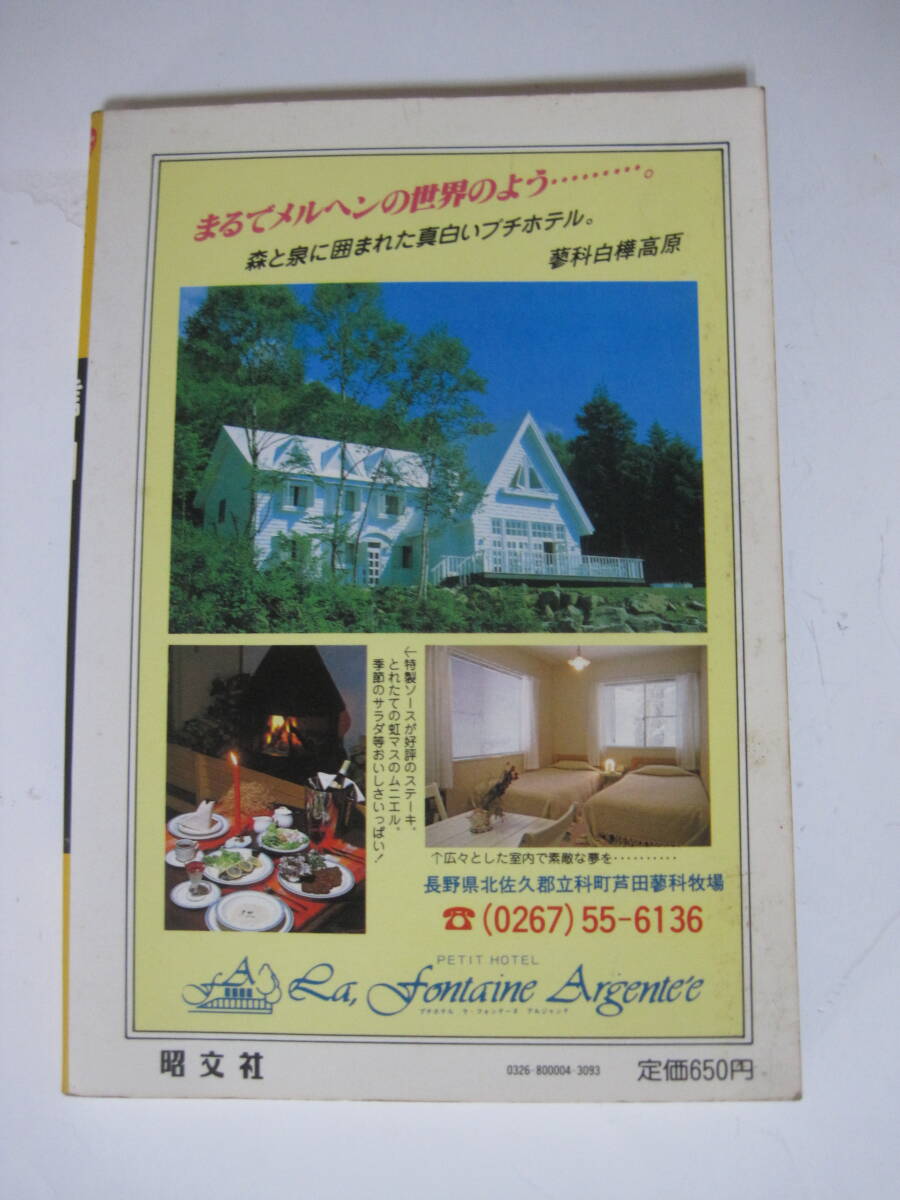 まるでメルヘンの世界のよう………。
森と泉に囲まれた真白いプチホテル。
蓼科白樺高原
←特製ソースが好評のステーキ。
とれたての虹マスのムニエル。
季節のサラダ等おいしさいっぱい!
↑広々とした室内で素敵な夢を…………
長野県北佐久郡立科町芦田蓼科牧場
☎(0267)55-6136
PETIT HOTEL
La, Fontaine Argente'e
プチホテル ラ・フォンテーヌ アルジャンテ
昭文社
0326-800004-3093
定価650円